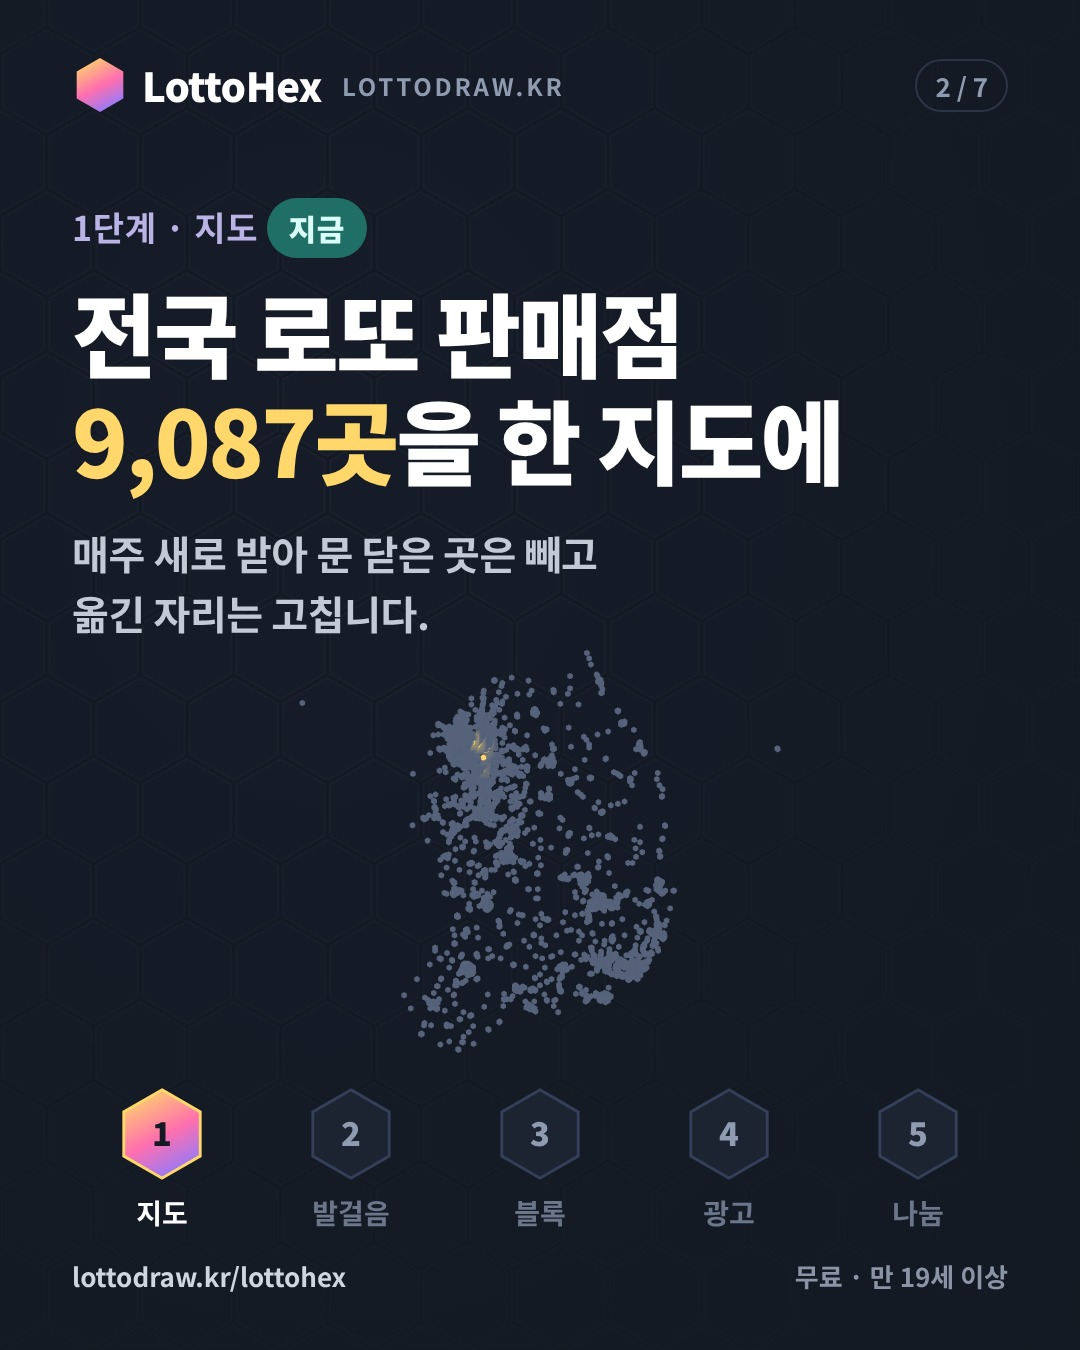 LottoHex LOTTODRAW.KR
2 / 7
1단계 · 지도 지금
전국 로또 판매점
9,087곳을 한 지도에
매주 새로 받아 문 닫은 곳은 빼고
옮긴 자리는 고칩니다.
1 2 3 4 5
지도 발걸음 블록 광고 나눔
lottodraw.kr/lottohex
무료 · 만 19세 이상